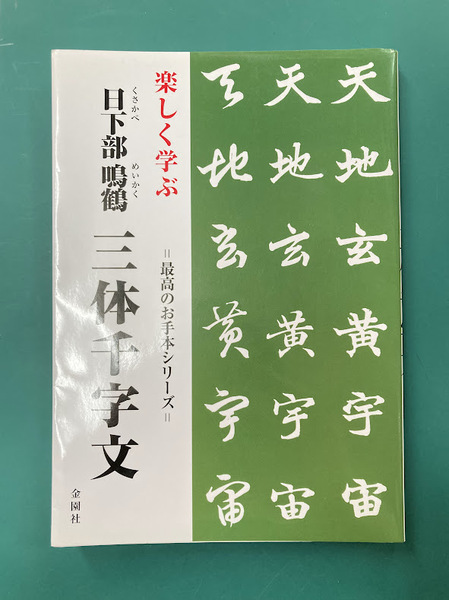 天地玄黄宇宙
天地玄黄宇宙
天地玄黄宇宙
楽しく学ぶ
くさかべ めいかく
日下部 鳴鶴 三体千字文
=最高のお手本シリーズ=
金園社